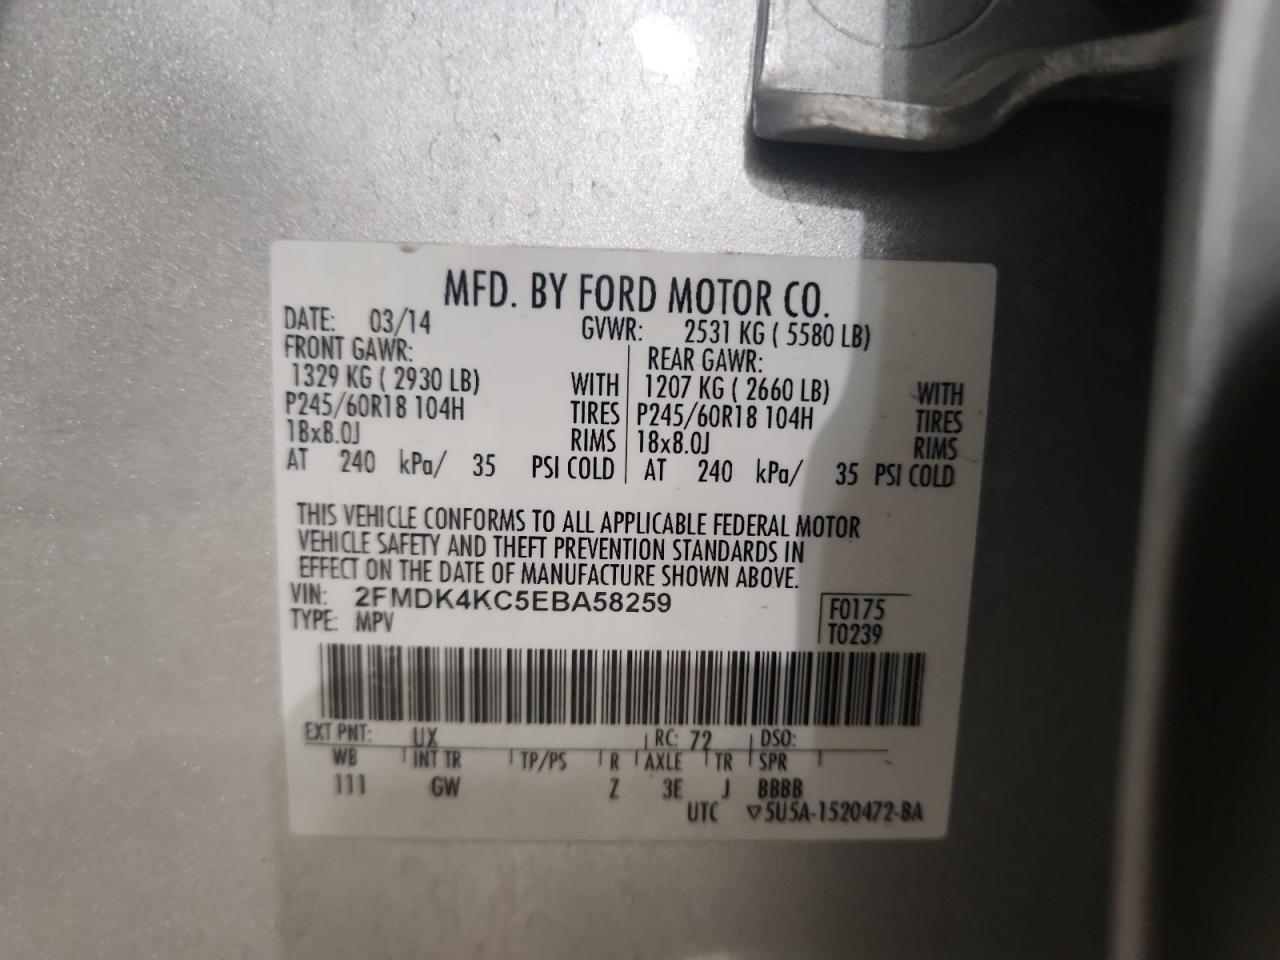 MFD. BY FORD MOTOR CO.
DATE: 03/14 GVWR: 2531 KG ( 5580 LB)
FRONT GAWR: REAR GAWR:
1329 KG ( 2930 LB) WITH 1207 KG ( 2660 LB) WITH
P245/60R18 104H TIRES P245/60R18 104H TIRES
18x8.0J RIMS 18x8.0J RIMS
AT 240 kPa/ 35 PSI COLD AT 240 kPa/ 35 PSI COLD
THIS VEHICLE CONFORMS TO ALL APPLICABLE FEDERAL MOTOR
VEHICLE SAFETY AND THEFT PREVENTION STANDARDS IN
EFFECT ON THE DATE OF MANUFACTURE SHOWN ABOVE.
VIN: 2FMDK4KC5EBA58259 F0175
TYPE: MPV T0239
EXT PNT: UX RC: 72 DSO:
WB INT TR TP/PS R AXLE TR SPR
111 GW Z 3E J BBBB
UTC ▽5U5A-1520472-BA